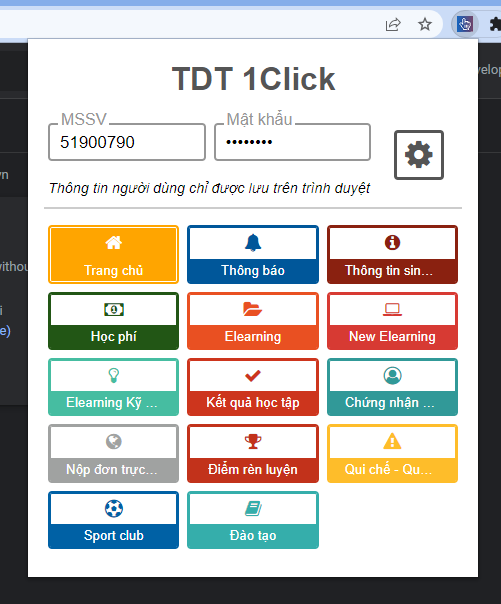 TDT 1Click
velop
MSSV
Mật khẩu
51900790
••••••••
vn
Thông tin người dùng chỉ được lưu trên trình duyệt
Trang chủ
Thông báo
Thông tin sin...
withou
i
e)
Học phí
Elearning
New Elearning
Elearning Kỹ ...
Kết quả học tập
Chứng nhận ...
Nộp đơn trực...
Điểm rèn luyện
Qui chế - Qu...
Sport club
Đào tạo